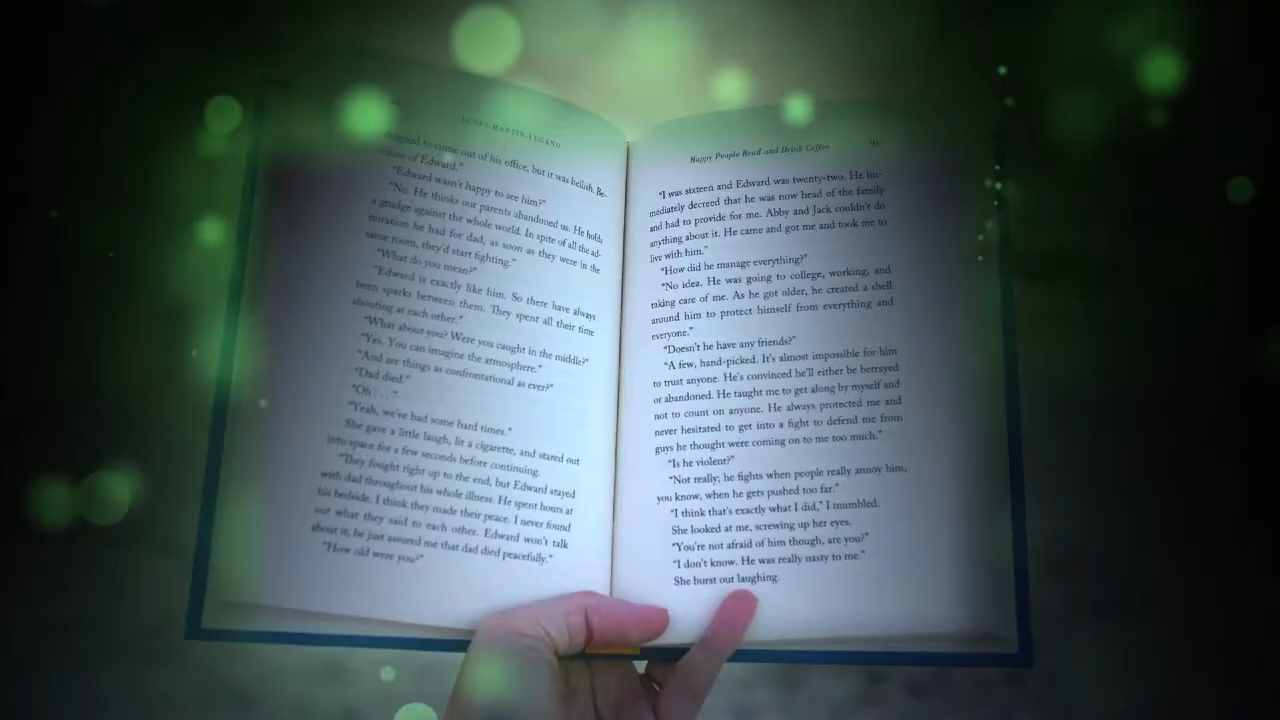 AGNÈS MARTIN-LUGAND
signed to come out of his office, but it was hellish. Be-
cause of Edward."
"Edward wasn't happy to see him?"
"No. He thinks our parents abandoned us. He holds
a grudge against the whole world. In spite of all the ad-
miration he had for dad, as soon as they were in the
same room, they'd start fighting."
"What do you mean?"
"Edward is exactly like him. So there have always
been sparks between them. They spent all their time
shouting at each other."
"What about you? Were you caught in the middle?"
"Yes. You can imagine the atmosphere."
"And are things as confrontational as ever?"
"Dad died."
"Oh . . . "
"Yeah, we've had some hard times."
She gave a little laugh, lit a cigarette, and stared out
into space for a few seconds before continuing.
"They fought right up to the end, but Edward stayed
with dad throughout his whole illness. He spent hours at
his bedside. I think they made their peace. I never found
out what they said to each other. Edward won't talk
about it; he just assured me that dad died peacefully."
"How old were you?"
Happy People Read and Drink Coffee
"I was sixteen and Edward was twenty-two. He im-
mediately decreed that he was now head of the family
and had to provide for me. Abby and Jack couldn't do
anything about it. He came and got me and took me to
live with him."
"How did he manage everything?"
"No idea. He was going to college, working, and
taking care of me. As he got older, he created a shell
around him to protect himself from everything and
everyone."
"Doesn't he have any friends?"
"A few, hand-picked. It's almost impossible for him
to trust anyone. He's convinced he'll either be betrayed
or abandoned. He taught me to get along by myself and
not to count on anyone. He always protected me and
never hesitated to get into a fight to defend me from
guys he thought were coming on to me too much."
"Is he violent?"
"Not really; he fights when people really annoy him,
you know, when he gets pushed too far."
"I think that's exactly what I did," I mumbled.
She looked at me, screwing up her eyes.
"You're not afraid of him though, are you?"
"I don't know. He was really nasty to me."
She burst out laughing.